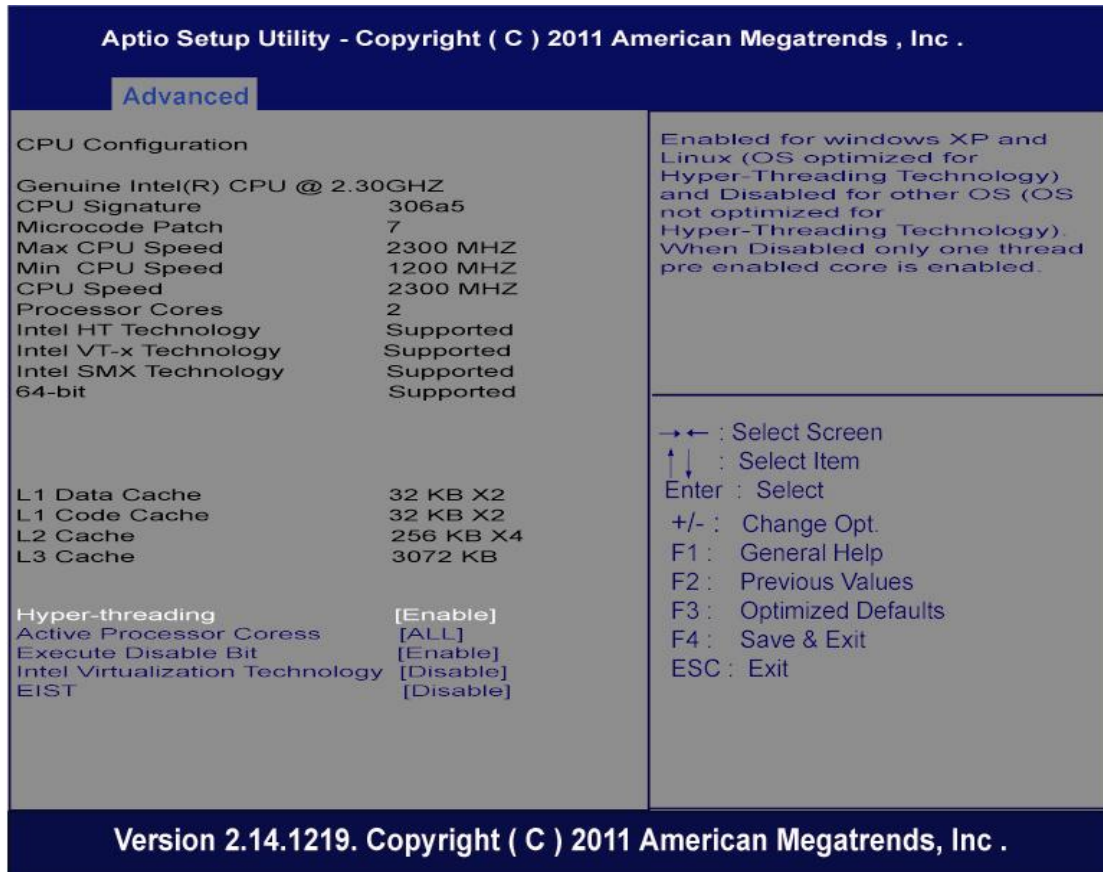 Aptio Setup Utility - Copyright ( C ) 2011 American Megatrends , Inc .
Advanced
CPU Configuration
Genuine Intel(R) CPU @ 2.30GHZ
CPU Signature 306a5
Microcode Patch 7
Max CPU Speed 2300 MHZ
Min CPU Speed 1200 MHZ
CPU Speed 2300 MHZ
Processor Cores 2
Intel HT Technology Supported
Intel VT-x Technology Supported
Intel SMX Technology Supported
64-bit Supported
L1 Data Cache 32 KB X2
L1 Code Cache 32 KB X2
L2 Cache 256 KB X4
L3 Cache 3072 KB
Hyper-threading [Enable]
Active Processor Coress [ALL]
Execute Disable Bit [Enable]
Intel Virtualization Technology [Disable]
EIST [Disable]
Enabled for windows XP and
Linux (OS optimized for
Hyper-Threading Technology)
and Disabled for other OS (OS
not optimized for
Hyper-Threading Technology).
When Disabled only one thread
pre enabled core is enabled.
→← : Select Screen
↑↓ : Select Item
Enter : Select
+/- : Change Opt.
F1 : General Help
F2 : Previous Values
F3 : Optimized Defaults
F4 : Save & Exit
ESC : Exit
Version 2.14.1219. Copyright ( C ) 2011 American Megatrends, Inc .